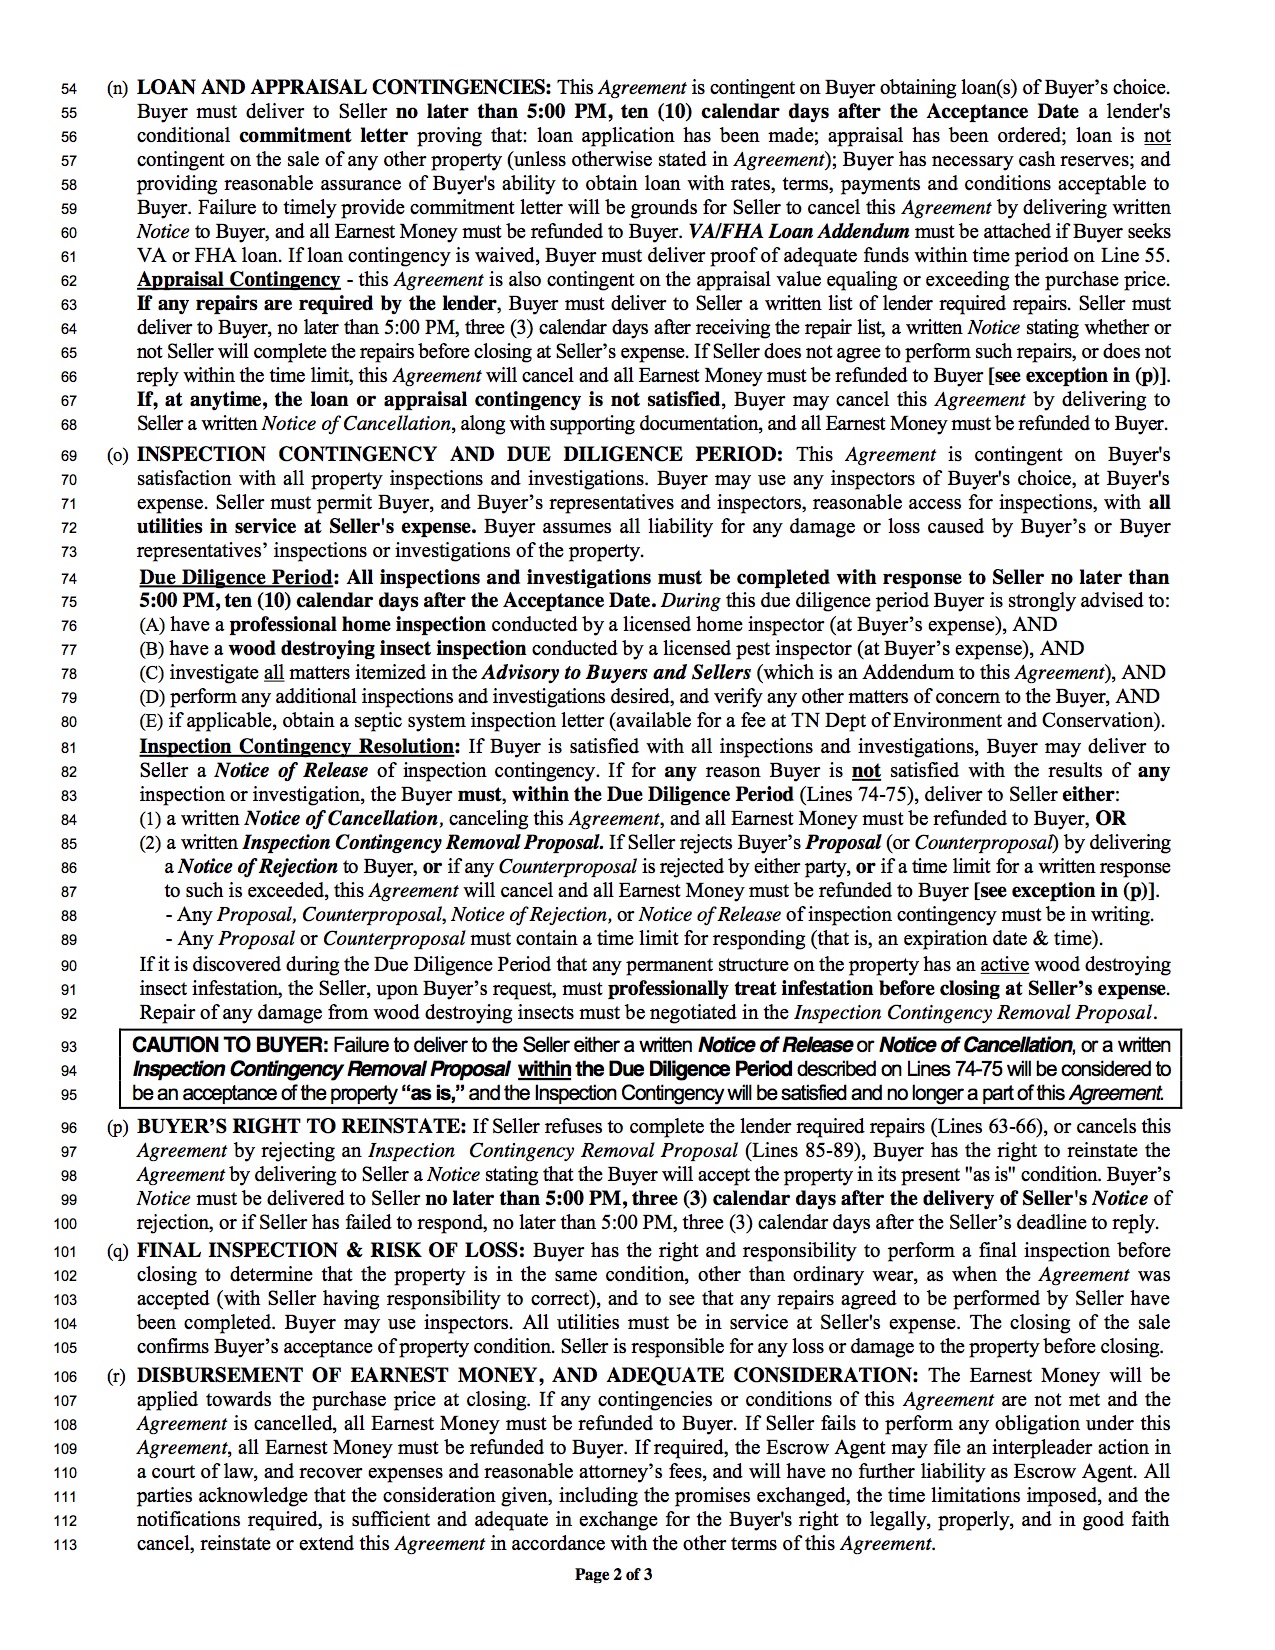 54 (n) LOAN AND APPRAISAL CONTINGENCIES: This Agreement is contingent on Buyer obtaining loan(s) of Buyer’s choice.
55 Buyer must deliver to Seller no later than 5:00 PM, ten (10) calendar days after the Acceptance Date a lender's
56 conditional commitment letter proving that: loan application has been made; appraisal has been ordered; loan is not
57 contingent on the sale of any other property (unless otherwise stated in Agreement); Buyer has necessary cash reserves; and
58 providing reasonable assurance of Buyer's ability to obtain loan with rates, terms, payments and conditions acceptable to
59 Buyer. Failure to timely provide commitment letter will be grounds for Seller to cancel this Agreement by delivering written
60 Notice to Buyer, and all Earnest Money must be refunded to Buyer. VA/FHA Loan Addendum must be attached if Buyer seeks
61 VA or FHA loan. If loan contingency is waived, Buyer must deliver proof of adequate funds within time period on Line 55.
62 Appraisal Contingency - this Agreement is also contingent on the appraisal value equaling or exceeding the purchase price.
63 If any repairs are required by the lender, Buyer must deliver to Seller a written list of lender required repairs. Seller must
64 deliver to Buyer, no later than 5:00 PM, three (3) calendar days after receiving the repair list, a written Notice stating whether or
65 not Seller will complete the repairs before closing at Seller’s expense. If Seller does not agree to perform such repairs, or does not
66 reply within the time limit, this Agreement will cancel and all Earnest Money must be refunded to Buyer [see exception in (p)].
67 If, at anytime, the loan or appraisal contingency is not satisfied, Buyer may cancel this Agreement by delivering to
68 Seller a written Notice of Cancellation, along with supporting documentation, and all Earnest Money must be refunded to Buyer.
69 (o) INSPECTION CONTINGENCY AND DUE DILIGENCE PERIOD: This Agreement is contingent on Buyer's
70 satisfaction with all property inspections and investigations. Buyer may use any inspectors of Buyer's choice, at Buyer's
71 expense. Seller must permit Buyer, and Buyer’s representatives and inspectors, reasonable access for inspections, with all
72 utilities in service at Seller's expense. Buyer assumes all liability for any damage or loss caused by Buyer’s or Buyer
73 representatives’ inspections or investigations of the property.
74 Due Diligence Period: All inspections and investigations must be completed with response to Seller no later than
75 5:00 PM, ten (10) calendar days after the Acceptance Date. During this due diligence period Buyer is strongly advised to:
76 (A) have a professional home inspection conducted by a licensed home inspector (at Buyer’s expense), AND
77 (B) have a wood destroying insect inspection conducted by a licensed pest inspector (at Buyer’s expense), AND
78 (C) investigate all matters itemized in the Advisory to Buyers and Sellers (which is an Addendum to this Agreement), AND
79 (D) perform any additional inspections and investigations desired, and verify any other matters of concern to the Buyer, AND
80 (E) if applicable, obtain a septic system inspection letter (available for a fee at TN Dept of Environment and Conservation).
81 Inspection Contingency Resolution: If Buyer is satisfied with all inspections and investigations, Buyer may deliver to
82 Seller a Notice of Release of inspection contingency. If for any reason Buyer is not satisfied with the results of any
83 inspection or investigation, the Buyer must, within the Due Diligence Period (Lines 74-75), deliver to Seller either:
84 (1) a written Notice of Cancellation, canceling this Agreement, and all Earnest Money must be refunded to Buyer, OR
85 (2) a written Inspection Contingency Removal Proposal. If Seller rejects Buyer’s Proposal (or Counterproposal) by delivering
86 a Notice of Rejection to Buyer, or if any Counterproposal is rejected by either party, or if a time limit for a written response
87 to such is exceeded, this Agreement will cancel and all Earnest Money must be refunded to Buyer [see exception in (p)].
88 - Any Proposal, Counterproposal, Notice of Rejection, or Notice of Release of inspection contingency must be in writing.
89 - Any Proposal or Counterproposal must contain a time limit for responding (that is, an expiration date & time).
90 If it is discovered during the Due Diligence Period that any permanent structure on the property has an active wood destroying
91 insect infestation, the Seller, upon Buyer’s request, must professionally treat infestation before closing at Seller’s expense.
92 Repair of any damage from wood destroying insects must be negotiated in the Inspection Contingency Removal Proposal.
93 CAUTION TO BUYER: Failure to deliver to the Seller either a written Notice of Release or Notice of Cancellation, or a written
94 Inspection Contingency Removal Proposal within the Due Diligence Period described on Lines 74-75 will be considered to
95 be an acceptance of the property “as is,” and the Inspection Contingency will be satisfied and no longer a part of this Agreement.
96 (p) BUYER’S RIGHT TO REINSTATE: If Seller refuses to complete the lender required repairs (Lines 63-66), or cancels this
97 Agreement by rejecting an Inspection Contingency Removal Proposal (Lines 85-89), Buyer has the right to reinstate the
98 Agreement by delivering to Seller a Notice stating that the Buyer will accept the property in its present "as is" condition. Buyer’s
99 Notice must be delivered to Seller no later than 5:00 PM, three (3) calendar days after the delivery of Seller's Notice of
100 rejection, or if Seller has failed to respond, no later than 5:00 PM, three (3) calendar days after the Seller’s deadline to reply.
101 (q) FINAL INSPECTION & RISK OF LOSS: Buyer has the right and responsibility to perform a final inspection before
102 closing to determine that the property is in the same condition, other than ordinary wear, as when the Agreement was
103 accepted (with Seller having responsibility to correct), and to see that any repairs agreed to be performed by Seller have
104 been completed. Buyer may use inspectors. All utilities must be in service at Seller's expense. The closing of the sale
105 confirms Buyer’s acceptance of property condition. Seller is responsible for any loss or damage to the property before closing.
106 (r) DISBURSEMENT OF EARNEST MONEY, AND ADEQUATE CONSIDERATION: The Earnest Money will be
107 applied towards the purchase price at closing. If any contingencies or conditions of this Agreement are not met and the
108 Agreement is cancelled, all Earnest Money must be refunded to Buyer. If Seller fails to perform any obligation under this
109 Agreement, all Earnest Money must be refunded to Buyer. If required, the Escrow Agent may file an interpleader action in
110 a court of law, and recover expenses and reasonable attorney’s fees, and will have no further liability as Escrow Agent. All
111 parties acknowledge that the consideration given, including the promises exchanged, the time limitations imposed, and the
112 notifications required, is sufficient and adequate in exchange for the Buyer's right to legally, properly, and in good faith
113 cancel, reinstate or extend this Agreement in accordance with the other terms of this Agreement.
Page 2 of 3